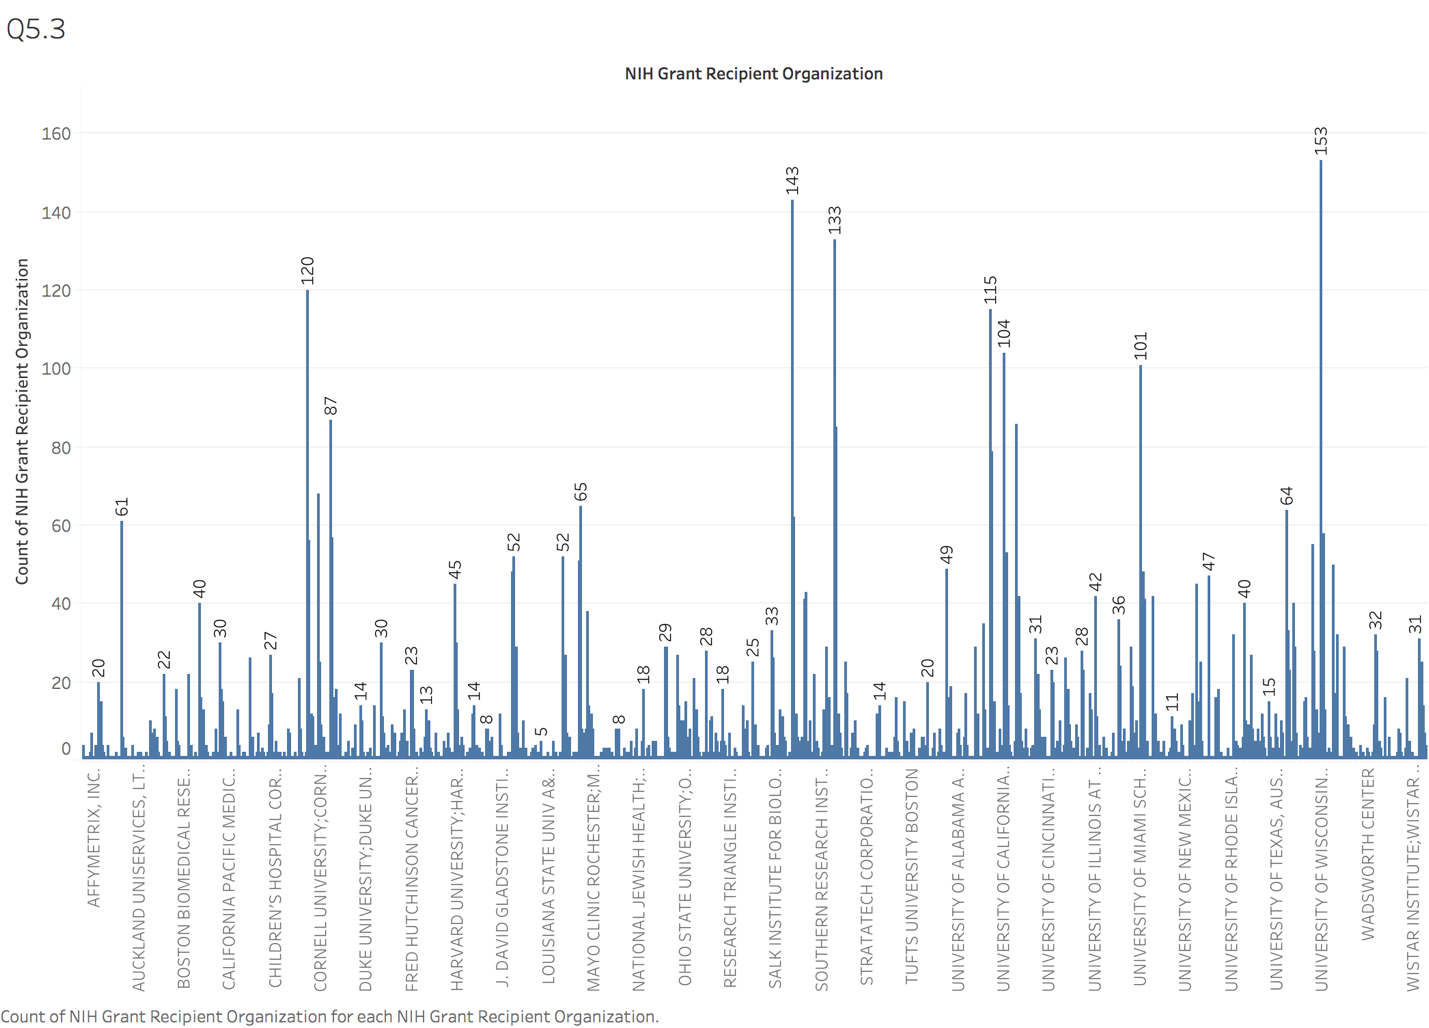 Q5.3
NIH Grant Recipient Organization
Count of NIH Grant Recipient Organization
160
140
120
100
80
60
40
20
0
20
61
22
40
30
27
120
87
14
30
23
13
45
14
8
52
5
52
65
8
18
29
28
18
25
33
143
133
14
20
49
115
104
31
23
28
42
36
101
11
47
40
15
64
153
32
31
AFFYMETRIX, INC.
AUCKLAND UNISERVICES, LT..
BOSTON BIOMEDICAL RESE..
CALIFORNIA PACIFIC MEDIC..
CHILDREN'S HOSPITAL COR..
CORNELL UNIVERSITY;CORN..
DUKE UNIVERSITY;DUKE UN..
FRED HUTCHINSON CANCER..
HARVARD UNIVERSITY;HAR..
J. DAVID GLADSTONE INSTI..
LOUISIANA STATE UNIV A&..
MAYO CLINIC ROCHESTER;M..
NATIONAL JEWISH HEALTH;..
OHIO STATE UNIVERSITY;O..
RESEARCH TRIANGLE INSTI..
SALK INSTITUTE FOR BIOLO..
SOUTHERN RESEARCH INST..
STRATATECH CORPORATIO..
TUFTS UNIVERSITY BOSTON
UNIVERSITY OF ALABAMA A..
UNIVERSITY OF CALIFORNIA..
UNIVERSITY OF CINCINNATI..
UNIVERSITY OF ILLINOIS AT ..
UNIVERSITY OF MIAMI SCH..
UNIVERSITY OF NEW MEXIC..
UNIVERSITY OF RHODE ISLA..
UNIVERSITY OF TEXAS, AUS..
UNIVERSITY OF WISCONSIN..
WADSWORTH CENTER
WISTAR INSTITUTE;WISTAR ..
Count of NIH Grant Recipient Organization for each NIH Grant Recipient Organization.